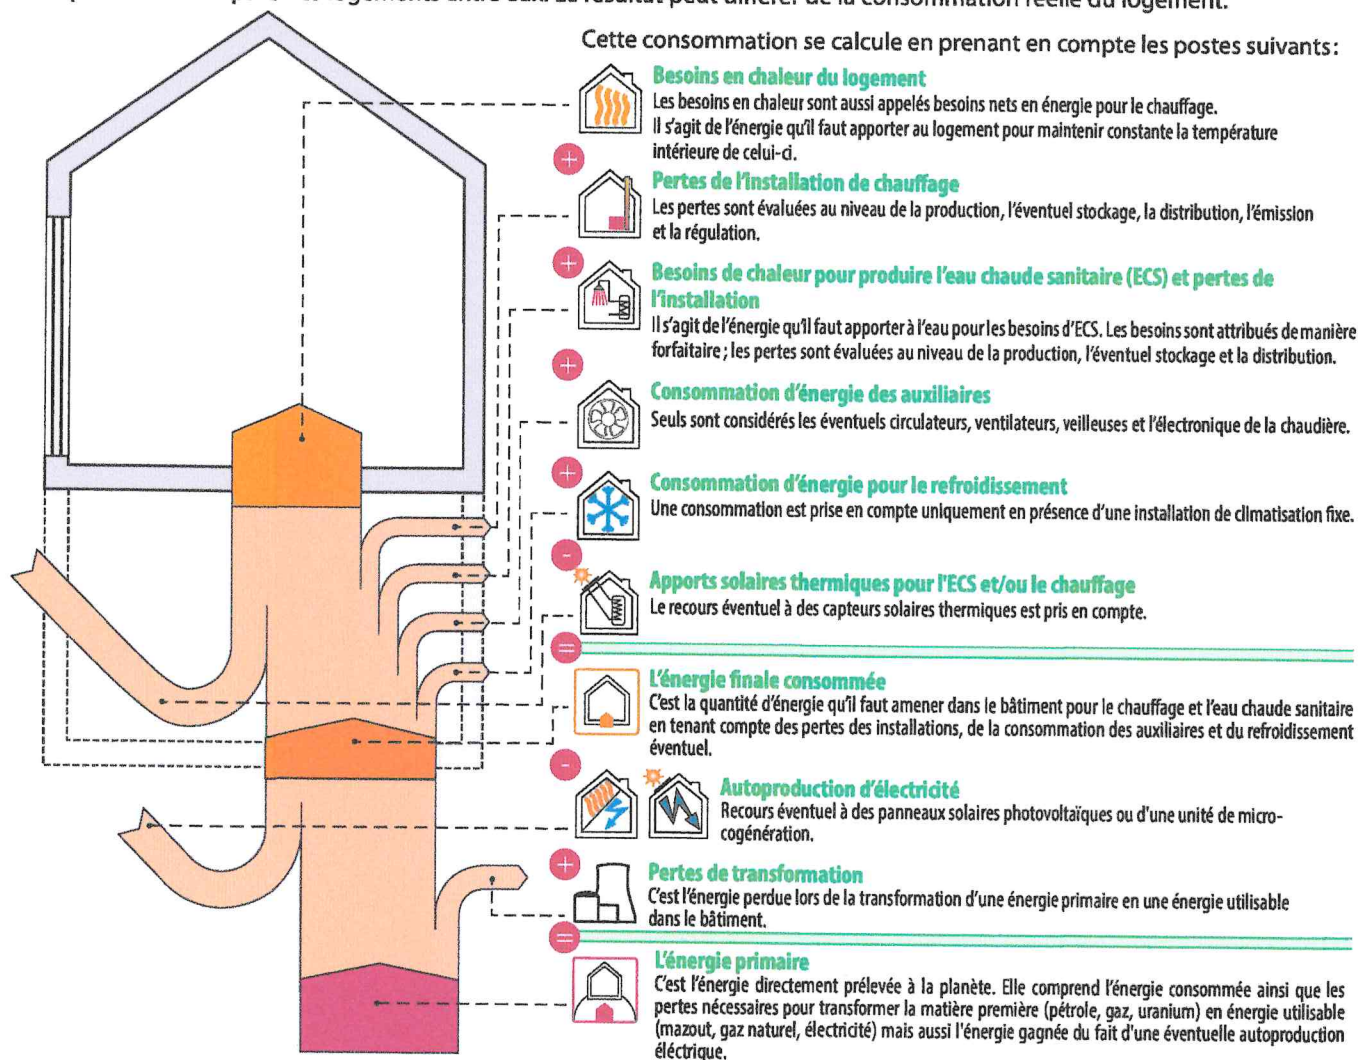 Cette consommation se calcule en prenant en compte les postes suivants:
Besoins en chaleur du logement
Les besoins en chaleur sont aussi appelés besoins nets en énergie pour le chauffage.
Il s'agit de l'énergie qu'il faut apporter au logement pour maintenir constante la température
intérieure de celui-ci.
+
Pertes de l'installation de chauffage
Les pertes sont évaluées au niveau de la production, l'éventuel stockage, la distribution, l'émission
et la régulation.
+
Besoins de chaleur pour produire l'eau chaude sanitaire (ECS) et pertes de
l'installation
Il s'agit de l'énergie qu'il faut apporter à l'eau pour les besoins d'ECS. Les besoins sont attribués de manière
forfaitaire ; les pertes sont évaluées au niveau de la production, l'éventuel stockage et la distribution.
+
Consommation d'énergie des auxiliaires
Seuls sont considérés les éventuels circulateurs, ventilateurs, veilleuses et l'électronique de la chaudière.
+
Consommation d'énergie pour le refroidissement
Une consommation est prise en compte uniquement en présence d'une installation de climatisation fixe.
-
Apports solaires thermiques pour l'ECS et/ou le chauffage
Le recours éventuel à des capteurs solaires thermiques est pris en compte.
=
L'énergie finale consommée
C'est la quantité d'énergie qu'il faut amener dans le bâtiment pour le chauffage et l'eau chaude sanitaire
en tenant compte des pertes des installations, de la consommation des auxiliaires et du refroidissement
éventuel.
-
Autoproduction d'électricité
Recours éventuel à des panneaux solaires photovoltaïques ou d'une unité de micro-
cogénération.
+
Pertes de transformation
C'est l'énergie perdue lors de la transformation d'une énergie primaire en une énergie utilisable
dans le bâtiment.
=
L'énergie primaire
C'est l'énergie directement prélevée à la planète. Elle comprend l'énergie consommée ainsi que les
pertes nécessaires pour transformer la matière première (pétrole, gaz, uranium) en énergie utilisable
(mazout, gaz naturel, électricité) mais aussi l'énergie gagnée du fait d'une éventuelle autoproduction
éléctrique.